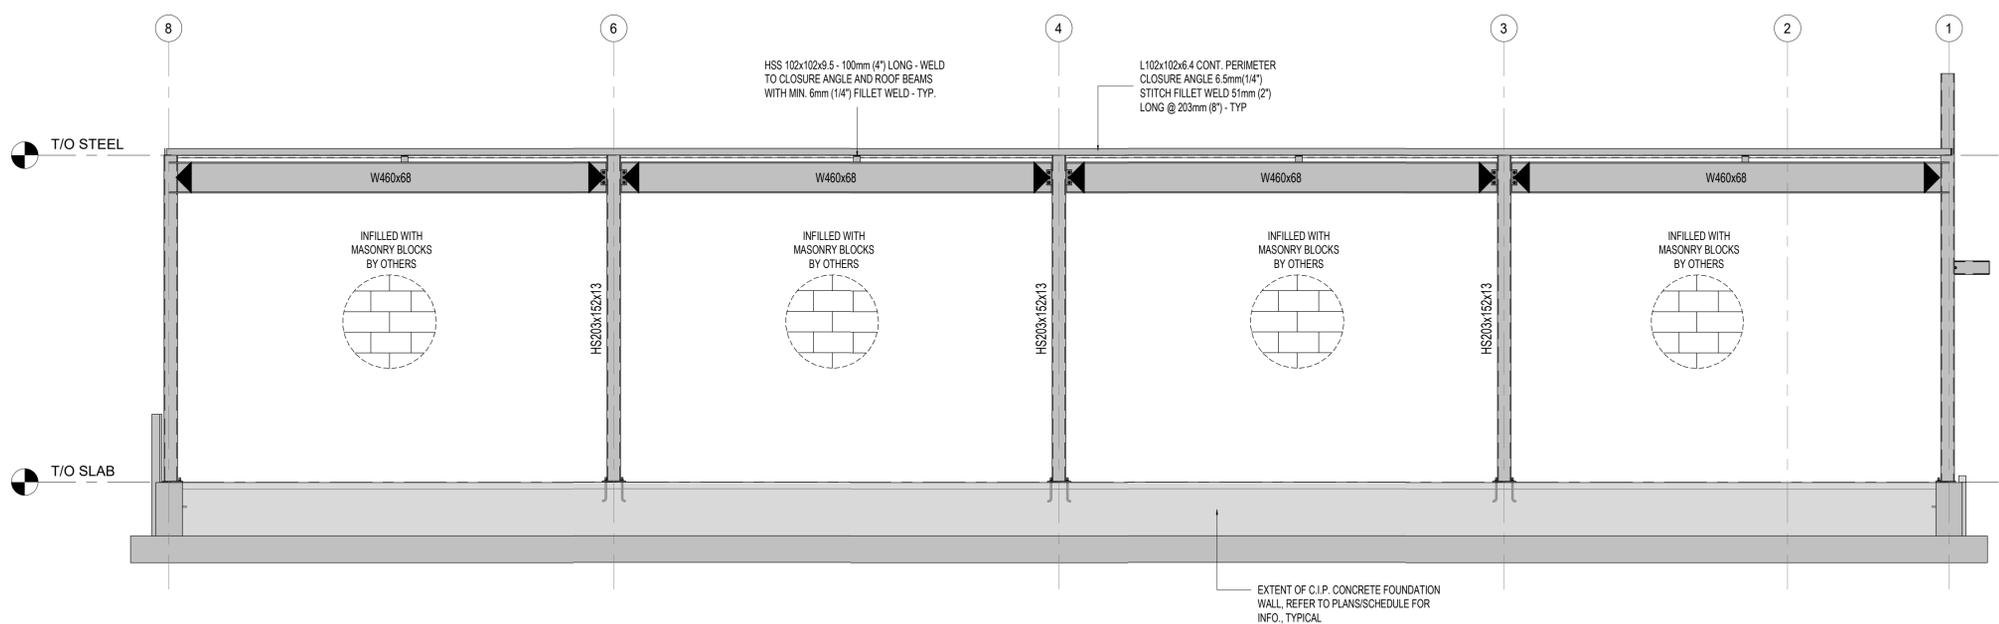 8
6
4
3
2
1
HSS 102x102x9.5 - 100mm (4") LONG - WELD
TO CLOSURE ANGLE AND ROOF BEAMS
WITH MIN. 6mm (1/4") FILLET WELD - TYP.
L102x102x6.4 CONT. PERIMETER
CLOSURE ANGLE 6.5mm(1/4")
STITCH FILLET WELD 51mm (2")
LONG @ 203mm (8") - TYP
T/O STEEL
W460x68
W460x68
W460x68
W460x68
INFILLED WITH
MASONRY BLOCKS
BY OTHERS
INFILLED WITH
MASONRY BLOCKS
BY OTHERS
INFILLED WITH
MASONRY BLOCKS
BY OTHERS
INFILLED WITH
MASONRY BLOCKS
BY OTHERS
HS203x152x13
HS203x152x13
HS203x152x13
T/O SLAB
EXTENT OF C.I.P. CONCRETE FOUNDATION
WALL, REFER TO PLANS/SCHEDULE FOR
INFO., TYPICAL